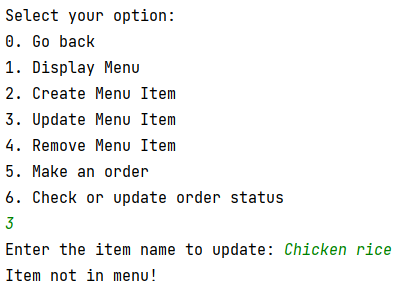 Select your option:
0. Go back
1. Display Menu
2. Create Menu Item
3. Update Menu Item
4. Remove Menu Item
5. Make an order
6. Check or update order status
3
Enter the item name to update: Chicken rice
Item not in menu!